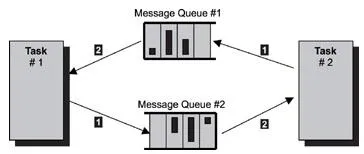 Message Queue #1
2
1
Task
# 1
Task
# 2
Message Queue #2
1
2